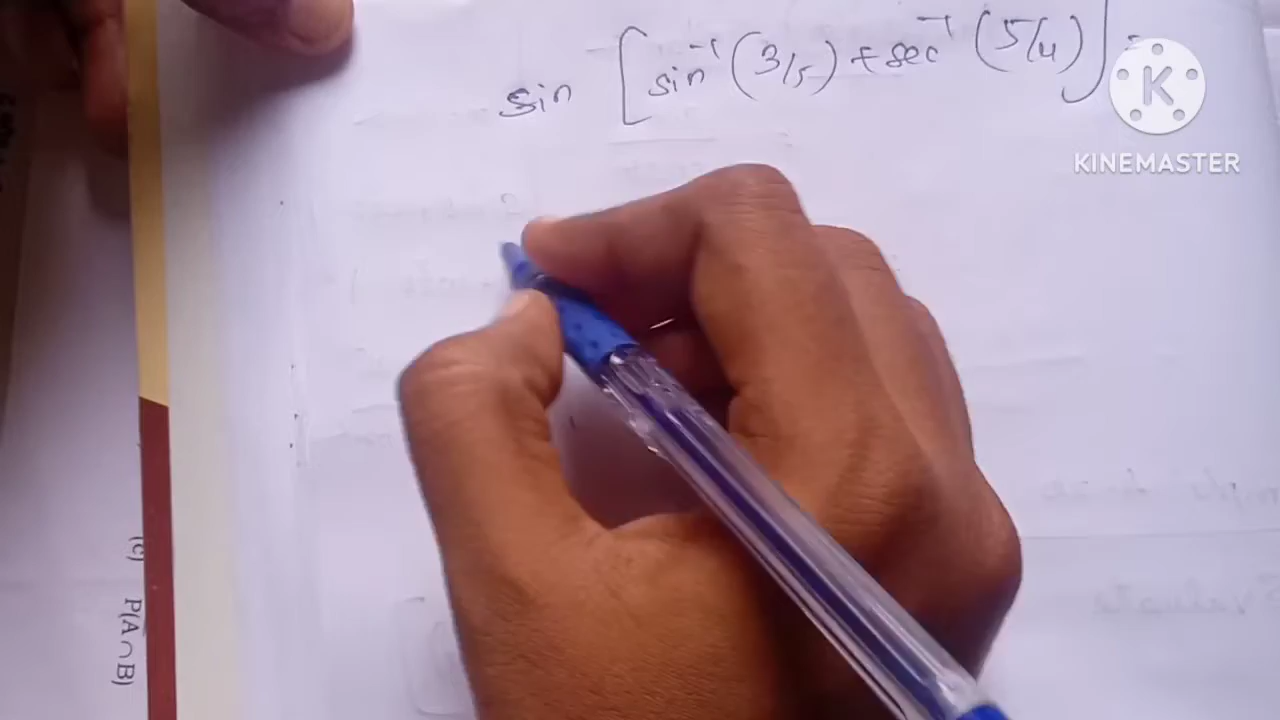 sin [sin⁻¹ (3/5) + sec⁻¹ (5/4)] =
K
KINEMASTER
(c) P(A̅∩B)